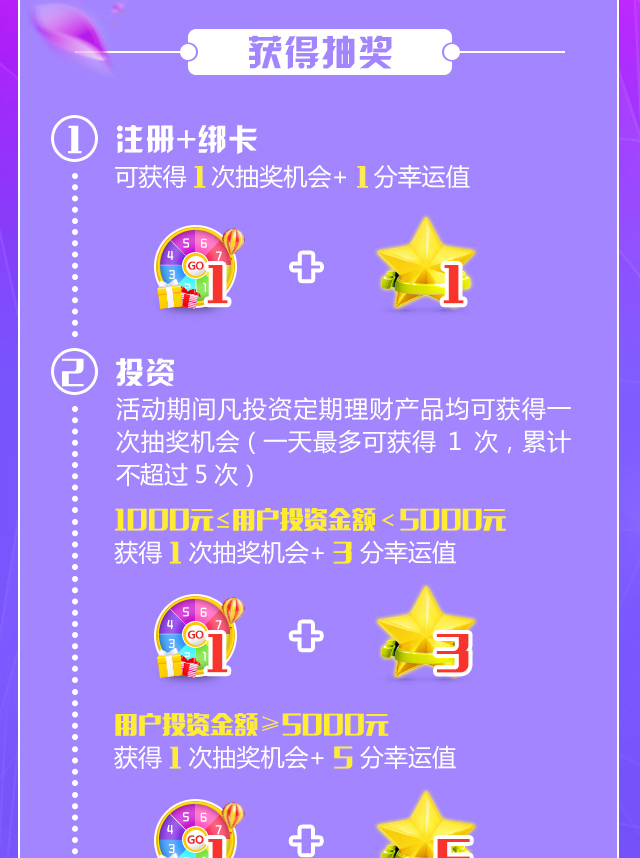 获得抽奖
1 注册+绑卡
可获得1次抽奖机会+1分幸运值
5 6
4 7
GO
3
2 1
1
1
2 投资
活动期间凡投资定期理财产品均可获得一
次抽奖机会（一天最多可获得 1 次，累计
不超过5次）
1000元≤用户投资金额<5000元
获得1次抽奖机会+3分幸运值
5 6
4 7
GO
3
1
1
3
用户投资金额≥5000元
获得1次抽奖机会+5分幸运值
5 6
4 7
GO
3
1
5